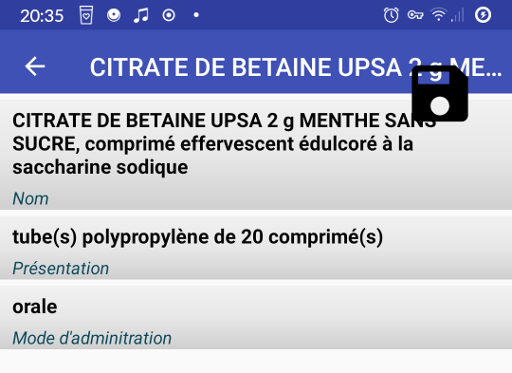 20:35
CITRATE DE BETAINE UPSA 2 g ME...
CITRATE DE BETAINE UPSA 2 g MENTHE SANS
SUCRE, comprimé effervescent édulcoré à la
saccharine sodique
Nom
tube(s) polypropylène de 20 comprimé(s)
Présentation
orale
Mode d'adminitration